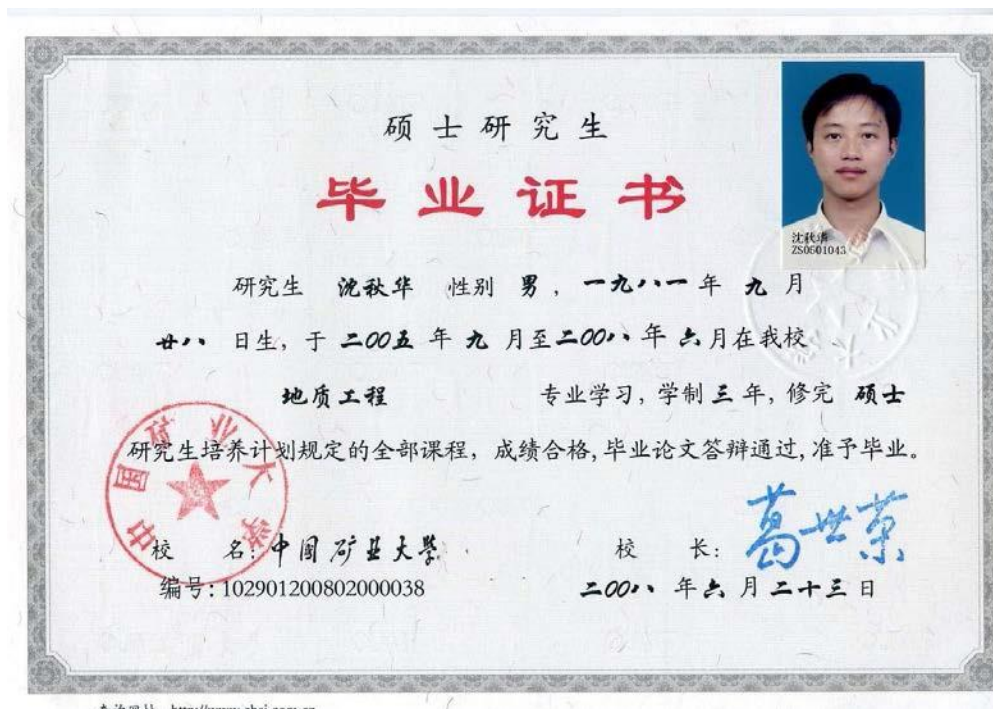 硕士研究生
毕业证书
沈秋华
ZS0501043
研究生 沈秋华 性别 男，一九八一年 九 月
廿八 日生，于 二00五 年 九 月至二00八年 六月在我校
地质工程 专业学习，学制三年，修完 硕士
研究生培养计划规定的全部课程，成绩合格，毕业论文答辩通过，准予毕业。
中国矿业大学
校 名：中国矿业大学 校 长：葛世荣
编号：102901200802000038 二00八 年六 月二十三日